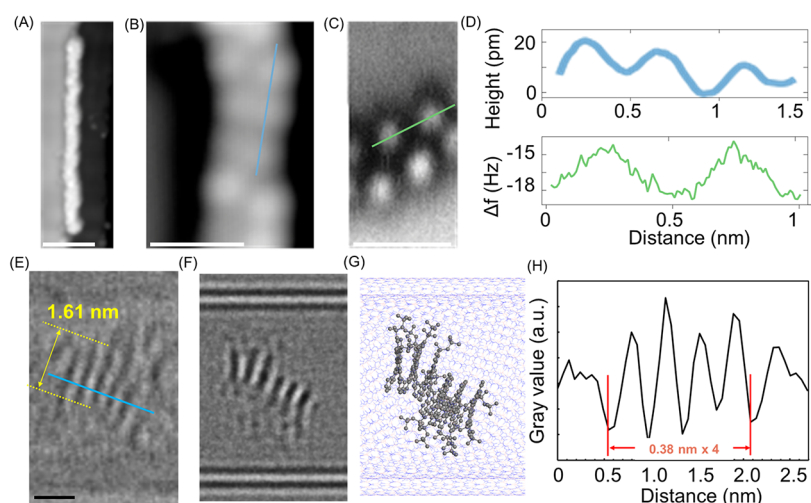 (A)
(B)
(C)
(D)
Height (pm)
20
0
0 0.5 1 1.5
Δf (Hz)
-15
-18
0 0.5 1
Distance (nm)
(E)
1.61 nm
(F)
(G)
(H)
Gray value (a.u.)
0.38 nm x 4
0 0.5 1.0 1.5 2.0 2.5
Distance (nm)